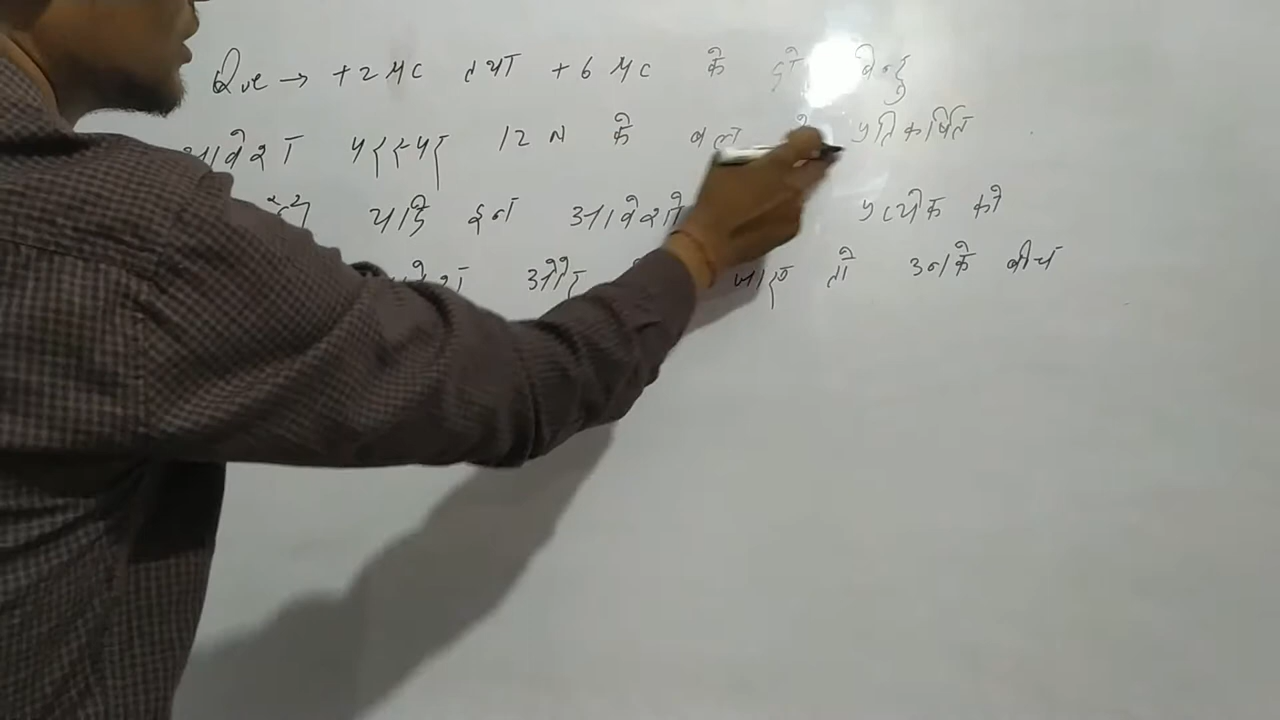 Que → +2 μC तथा +6 μC के दो बिन्दु
आवेश परस्पर 12 N के बल से प्रतिकर्षित
यदि इन आवेशो प्रत्येक को
और जाए तो उनके बीच